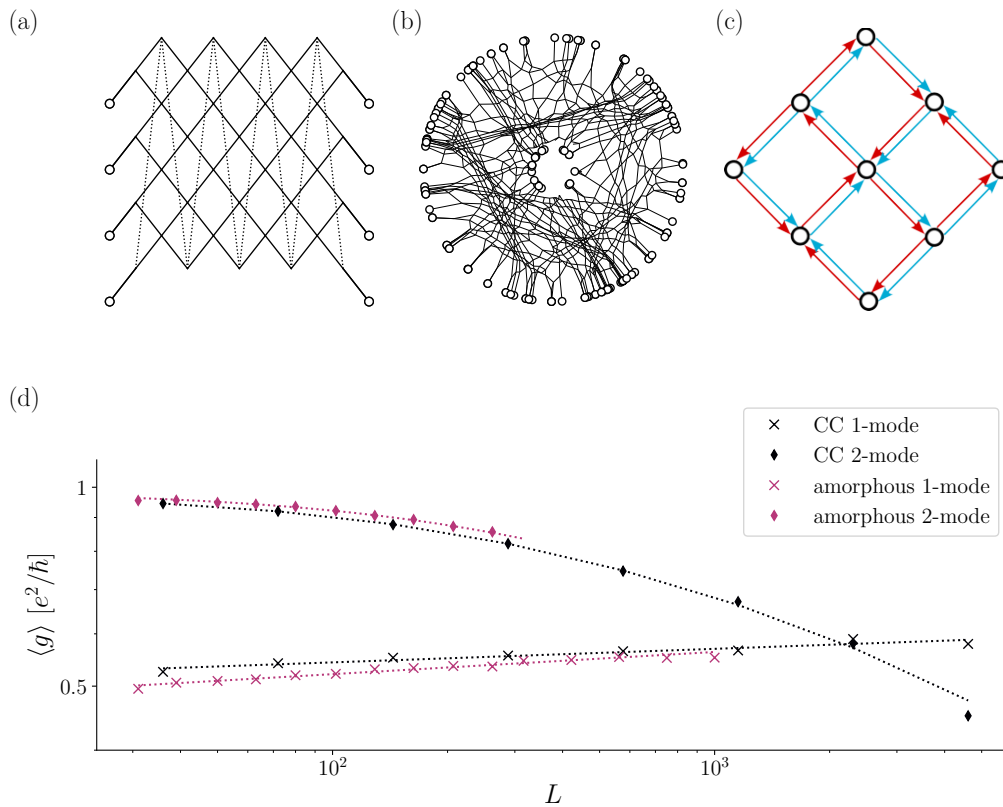 (a)
(b)
(c)
(d)
CC 1-mode
CC 2-mode
amorphous 1-mode
amorphous 2-mode
1
0.5
⟨g⟩ [e²/ℏ]
10²
10³
L